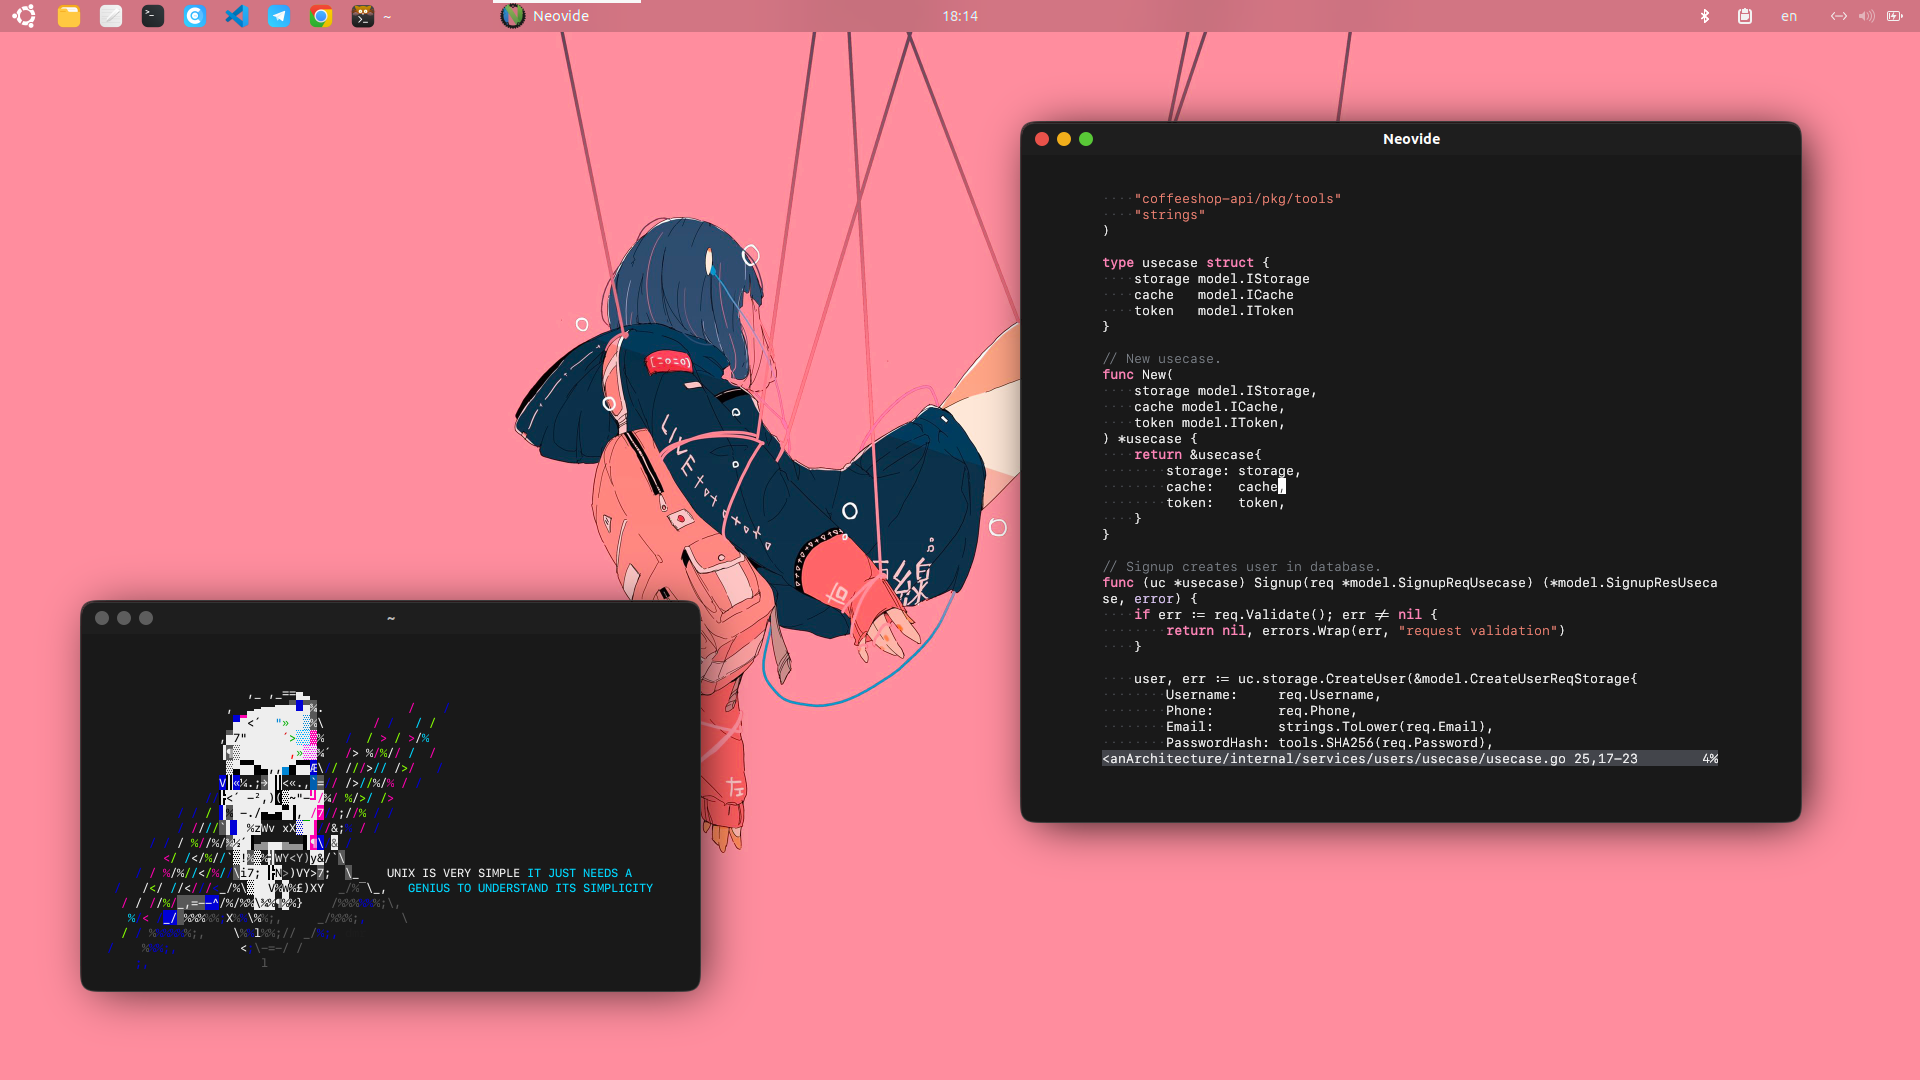 ~
Neovide
18:14
en
Neovide
"coffeeshop-api/pkg/tools"
"strings"
)
type usecase struct {
storage model.IStorage
cache   model.ICache
token   model.IToken
}
// New usecase.
func New(
storage model.IStorage,
cache model.ICache,
token model.IToken,
) *usecase {
return &usecase{
storage: storage,
cache:   cache,
token:   token,
}
}
// Signup creates user in database.
func (uc *usecase) Signup(req *model.SignupReqUsecase) (*model.SignupResUseca
se, error) {
if err := req.Validate(); err != nil {
return nil, errors.Wrap(err, "request validation")
}
user, err := uc.storage.CreateUser(&model.CreateUserReqStorage{
Username:     req.Username,
Phone:        req.Phone,
Email:        strings.ToLower(req.Email),
PasswordHash: tools.SHA256(req.Password),
<anArchitecture/internal/services/users/usecase/usecase.go 25,17-23 4%
~
UNIX IS VERY SIMPLE IT JUST NEEDS A
GENIUS TO UNDERSTAND ITS SIMPLICITY
LIVE
線